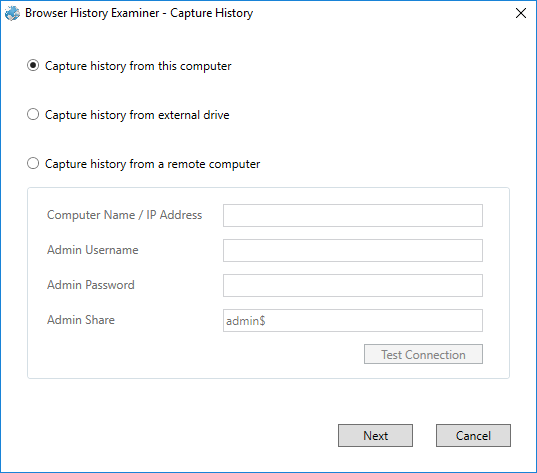 Browser History Examiner - Capture History
Capture history from this computer
Capture history from external drive
Capture history from a remote computer
Computer Name / IP Address
Admin Username
Admin Password
Admin Share
admin$
Test Connection
Next
Cancel